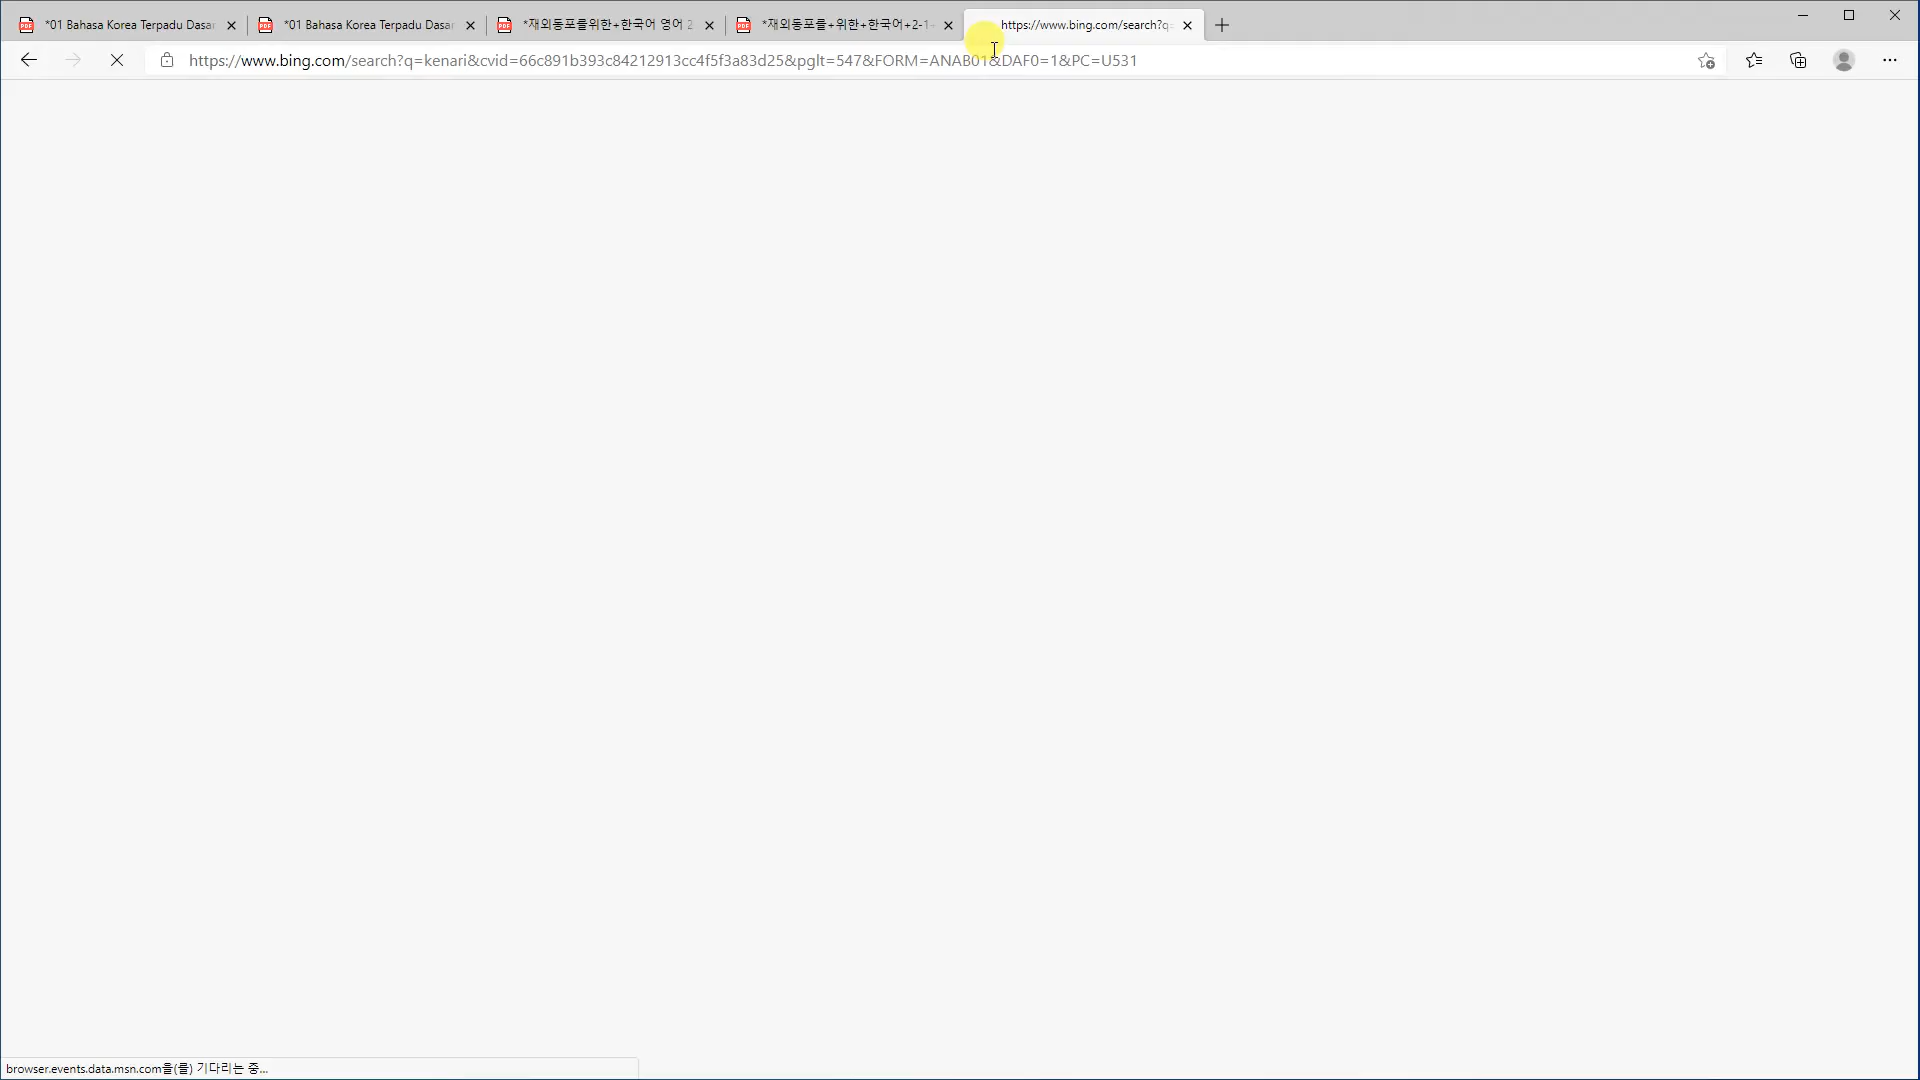 *01 Bahasa Korea Terpadu Dasar
*01 Bahasa Korea Terpadu Dasar
*재외동포를위한+한국어 영어 2
*재외동포를+위한+한국어+2-1-
https://www.bing.com/search?q=
https://www.bing.com/search?q=kenari&cvid=66c891b393c84212913cc4f5f3a83d25&pglt=547&FORM=ANAB01&DAF0=1&PC=U531
browser.events.data.msn.com을(를) 기다리는 중...